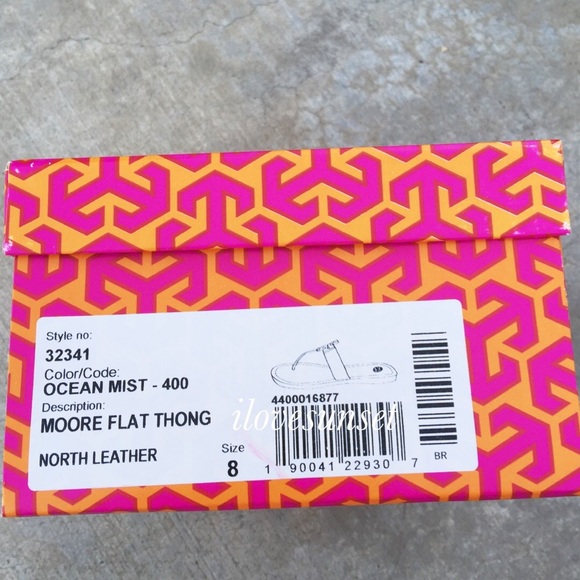 Style no:
32341
Color/Code:
OCEAN MIST - 400
Description:
MOORE FLAT THONG
NORTH LEATHER
Size
8
4400016877
1 90041 22930 7
BR
ilovesunset